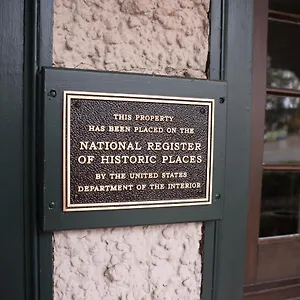 THIS PROPERTY
HAS BEEN PLACED ON THE
NATIONAL REGISTER
OF HISTORIC PLACES
BY THE UNITED STATES
DEPARTMENT OF THE INTERIOR